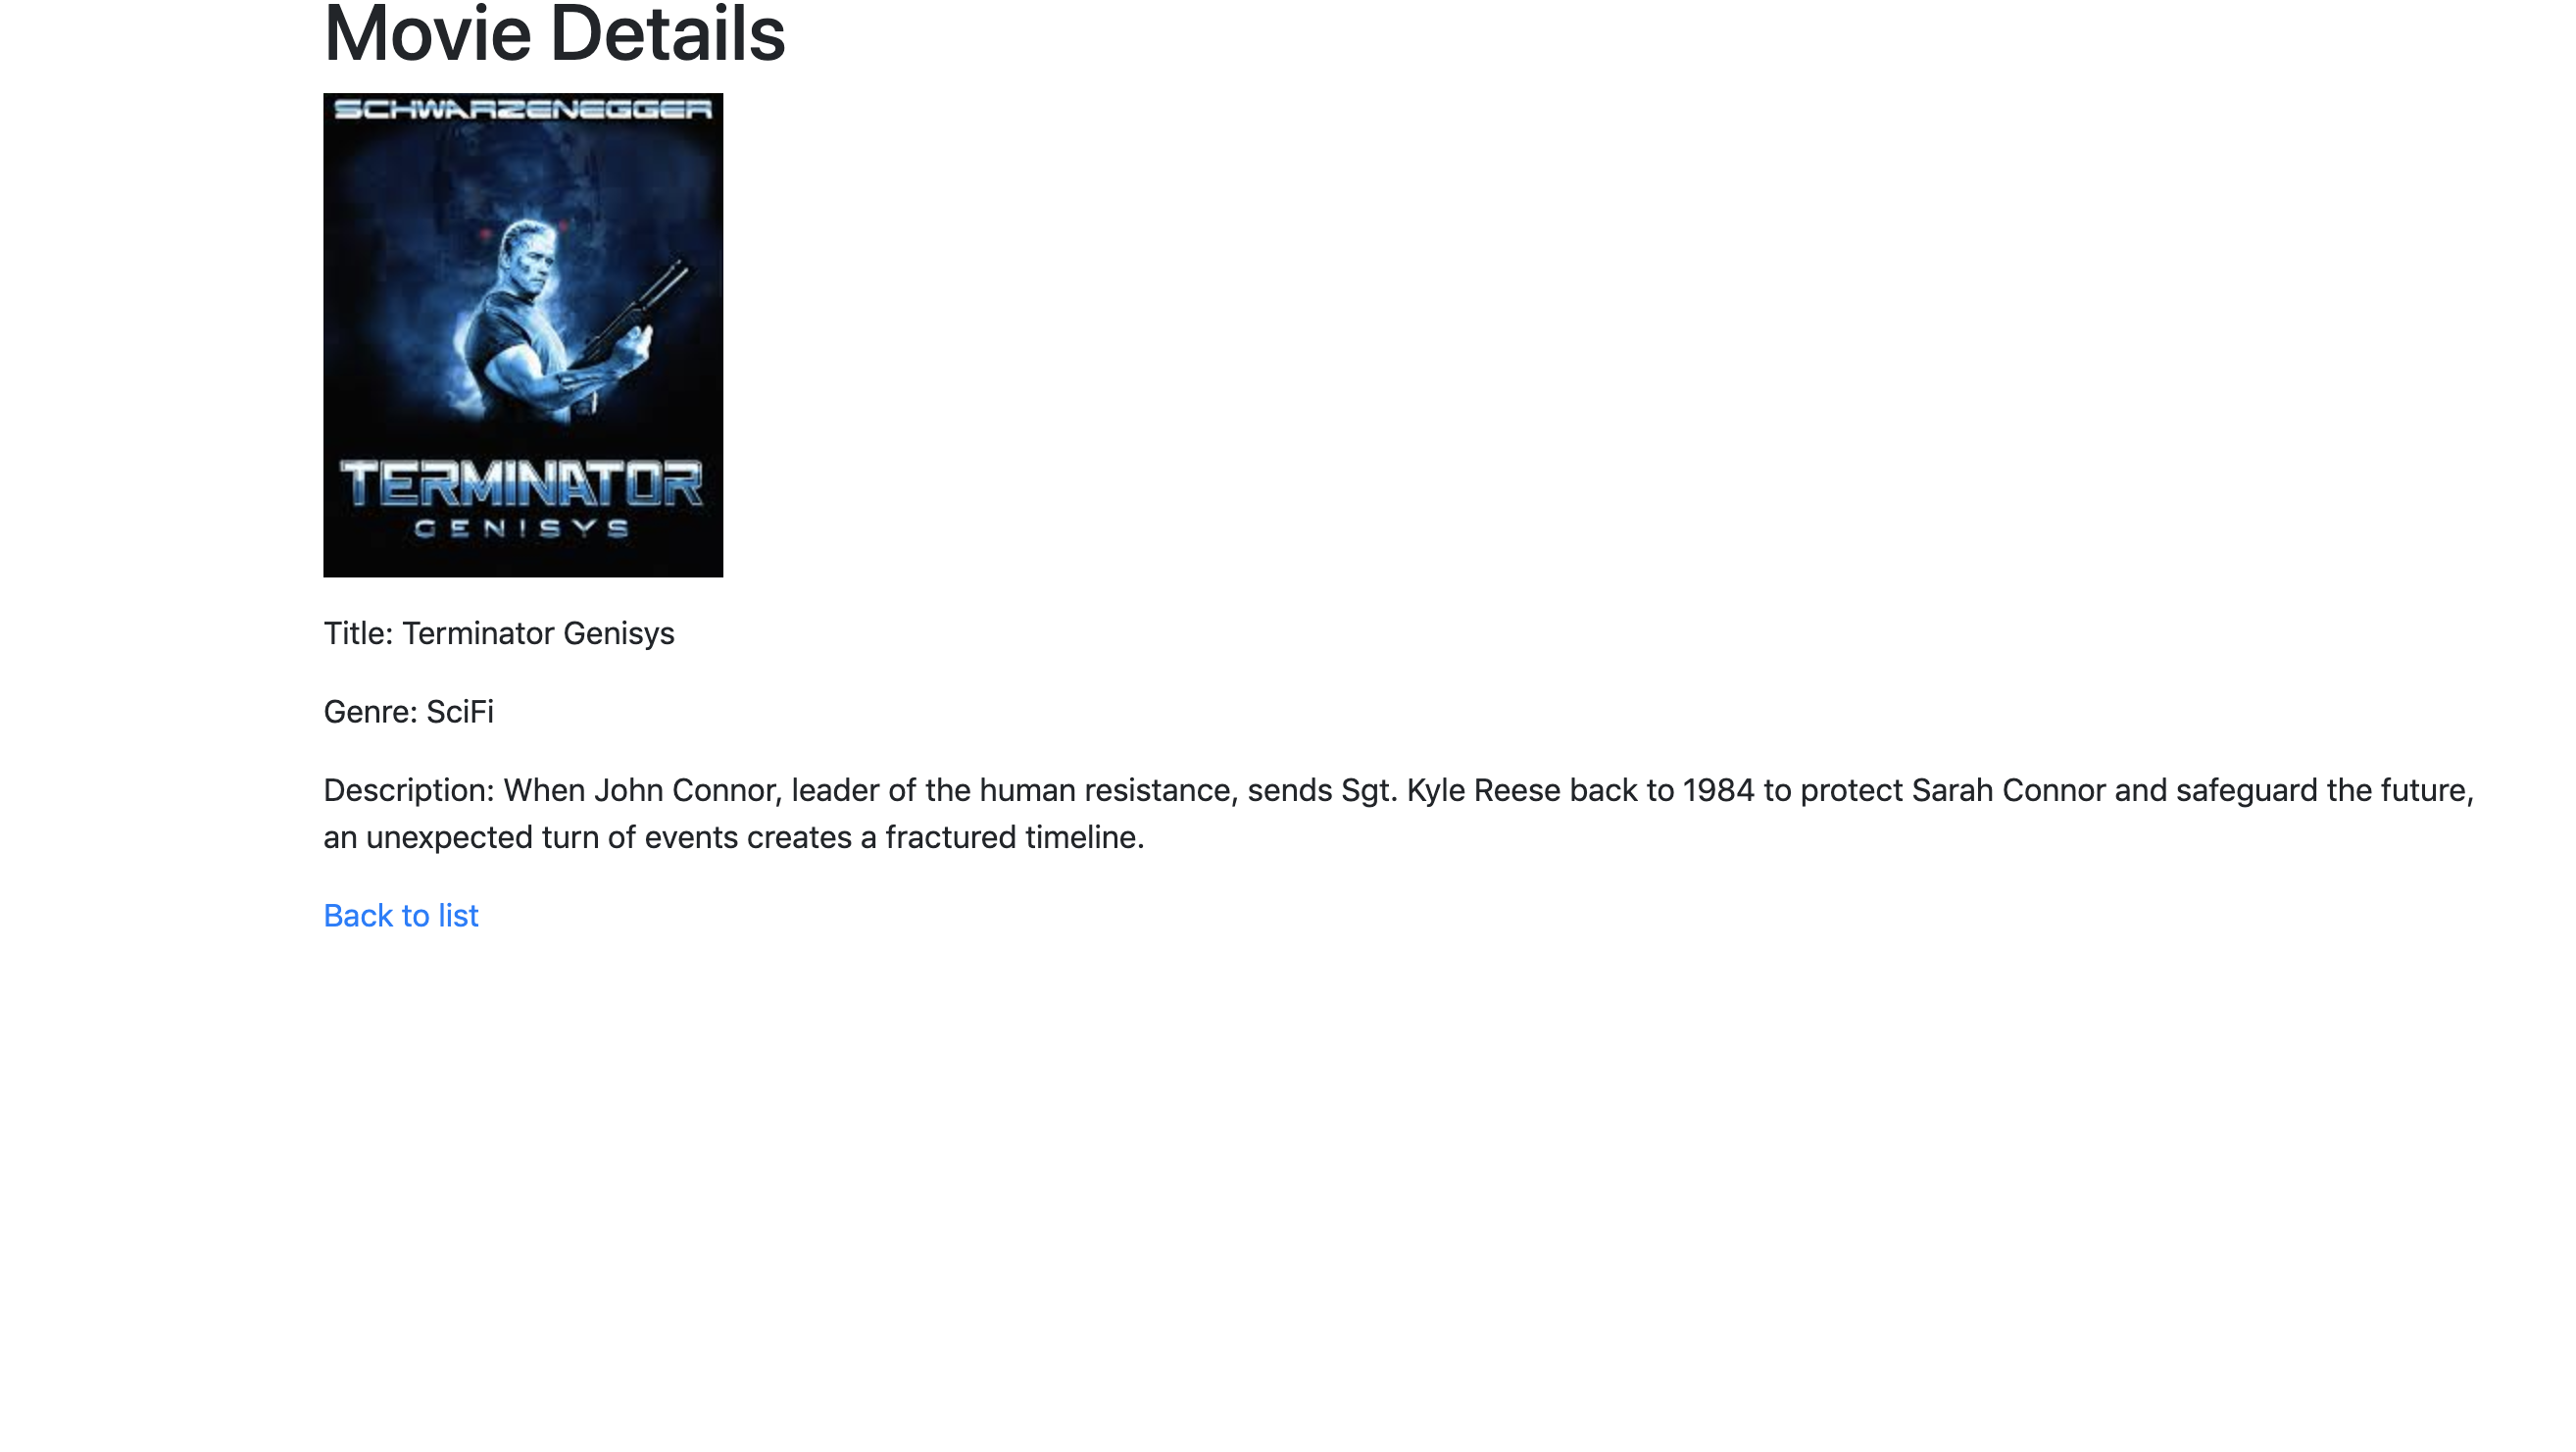 Movie Details
SCHWARZENEGGER
TERMINATOR
GENISYS
Title: Terminator Genisys
Genre: SciFi
Description: When John Connor, leader of the human resistance, sends Sgt. Kyle Reese back to 1984 to protect Sarah Connor and safeguard the future,
an unexpected turn of events creates a fractured timeline.
Back to list